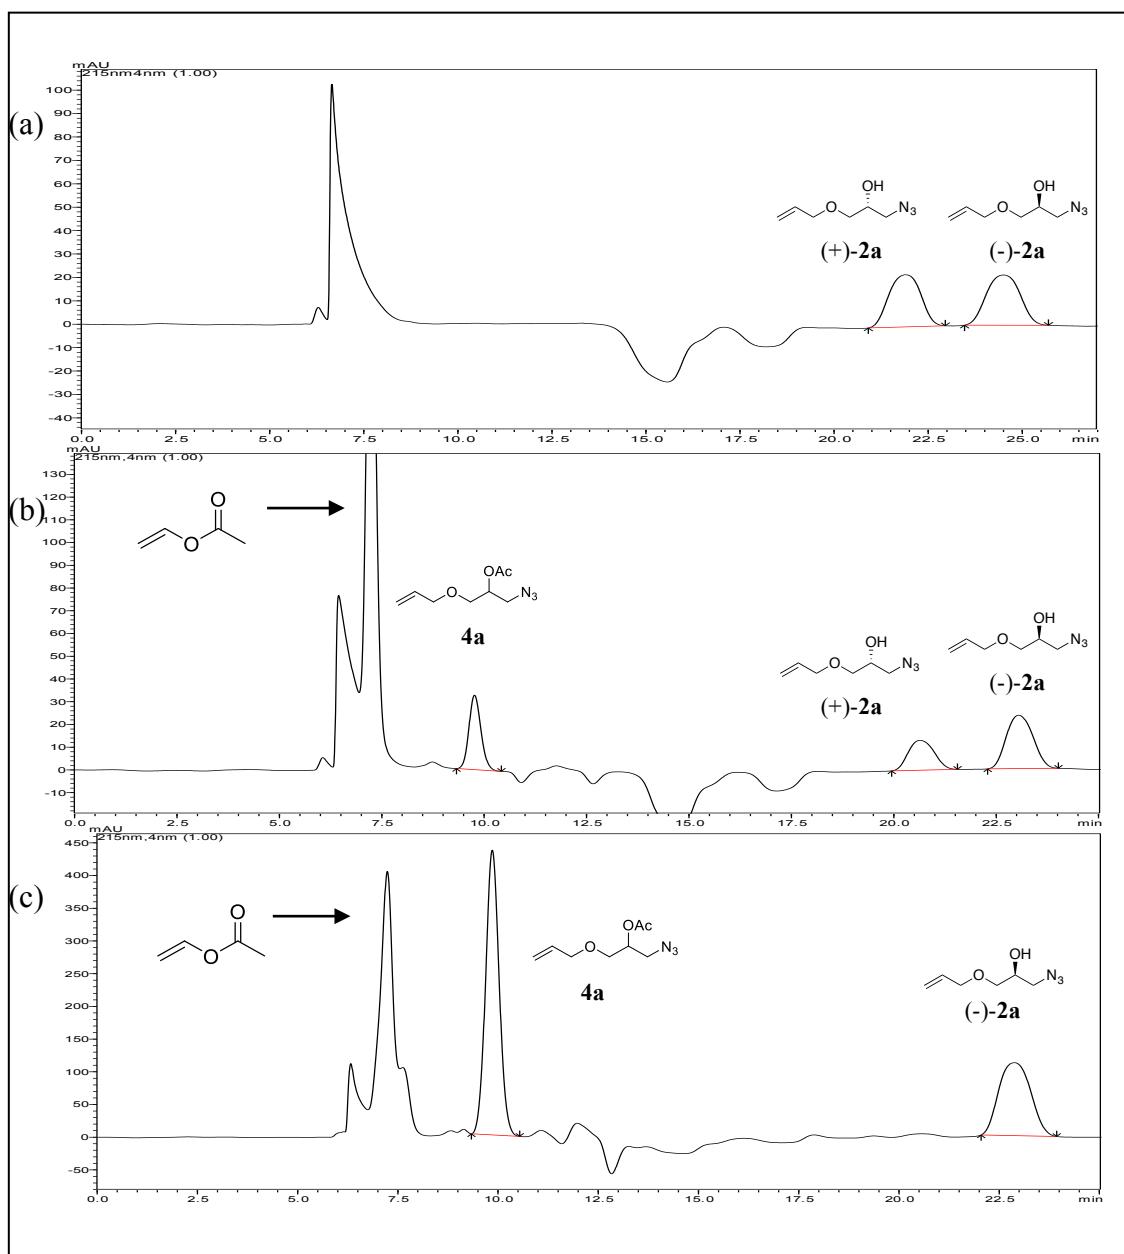 mAU
215nm4nm (1.00)
(a)
100
90
80
70
60
50
40
30
20
10
0
-10
-20
-30
-40
OH
O
N3
(+)-2a
OH
O
N3
(-)-2a
0.0 2.5 5.0 7.5 10.0 12.5 15.0 17.5 20.0 22.5 25.0 min
mAU
215nm,4nm (1.00)
(b)
130
120
110
100
90
80
70
60
50
40
30
20
10
0
-10
O
O
OAc
O
N3
4a
OH
O
N3
(+)-2a
OH
O
N3
(-)-2a
0.0 2.5 5.0 7.5 10.0 12.5 15.0 17.5 20.0 22.5 min
mAU
215nm,4nm (1.00)
(c)
450
400
350
300
250
200
150
100
50
0
-50
O
O
OAc
O
N3
4a
OH
O
N3
(-)-2a
0.0 2.5 5.0 7.5 10.0 12.5 15.0 17.5 20.0 22.5 min